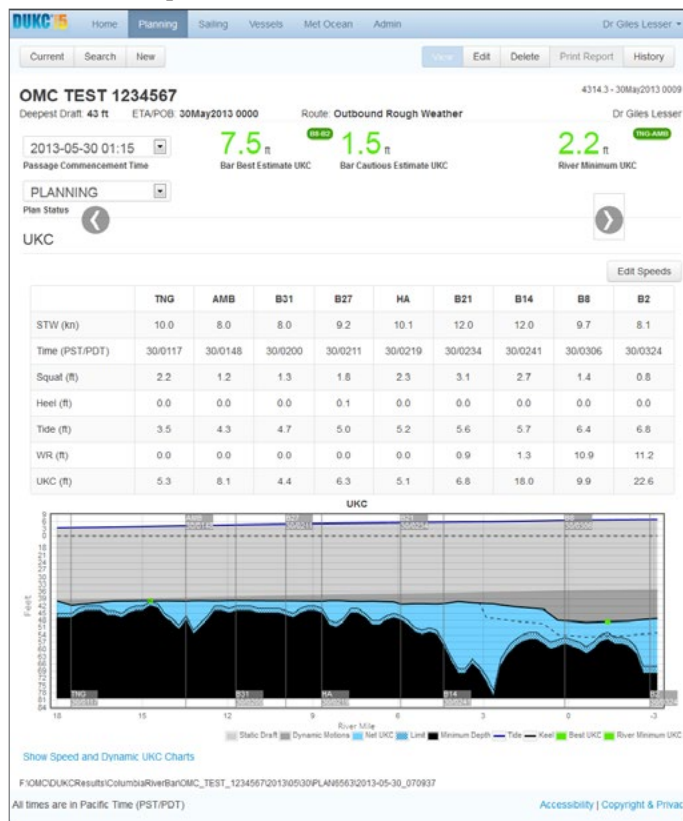 DUKC 5 Home Planning Sailing Vessels Met Ocean Admin Dr Giles Lesser
Current Search New View Edit Delete Print Report History
OMC TEST 1234567 4314.3 - 30May2013 0009
Deepest Draft 43 ft ETA/POB: 30May2013 0000 Route: Outbound Rough Weather Dr Giles Lesser
2013-05-30 01:15 7.5 ft B8-B2 1.5 ft 2.2 ft TNG-AMB
Passage Commencement Time Bar Best Estimate UKC Bar Cautious Estimate UKC River Minimum UKC
PLANNING
Plan Status
UKC
Edit Speeds
TNG AMB B31 B27 HA B21 B14 B8 B2
STW (kn) 10.0 8.0 8.0 9.2 10.1 12.0 12.0 9.7 8.1
Time (PST/PDT) 30/0117 30/0148 30/0200 30/0211 30/0219 30/0234 30/0241 30/0306 30/0324
Squat (ft) 2.2 1.2 1.3 1.8 2.3 3.1 2.7 1.4 0.8
Heel (ft) 0.0 0.0 0.0 0.1 0.0 0.0 0.0 0.0 0.0
Tide (ft) 3.5 4.3 4.7 5.0 5.2 5.6 5.7 6.4 6.8
WR (ft) 0.0 0.0 0.0 0.0 0.0 0.9 1.3 10.9 11.2
UKC (ft) 5.3 8.1 4.4 6.3 5.1 6.8 18.0 9.9 22.6
UKC
AMB B27 B21 B8
Feet
TNG B31 HA B14 B2
18 15 12 9 6 3 0 -3
River Mile
Static Draft Dynamic Motions Net UKC Limit Minimum Depth Tide Keel Best UKC River Minimum UKC
Show Speed and Dynamic UKC Charts
F:\OMC\DUKCResults\ColumbiaRiverBar\OMC_TEST_1234567\2013\05\30\PLAN6563\2013-05-30_070937
All times are in Pacific Time (PST/PDT) Accessibility | Copyright & Privac